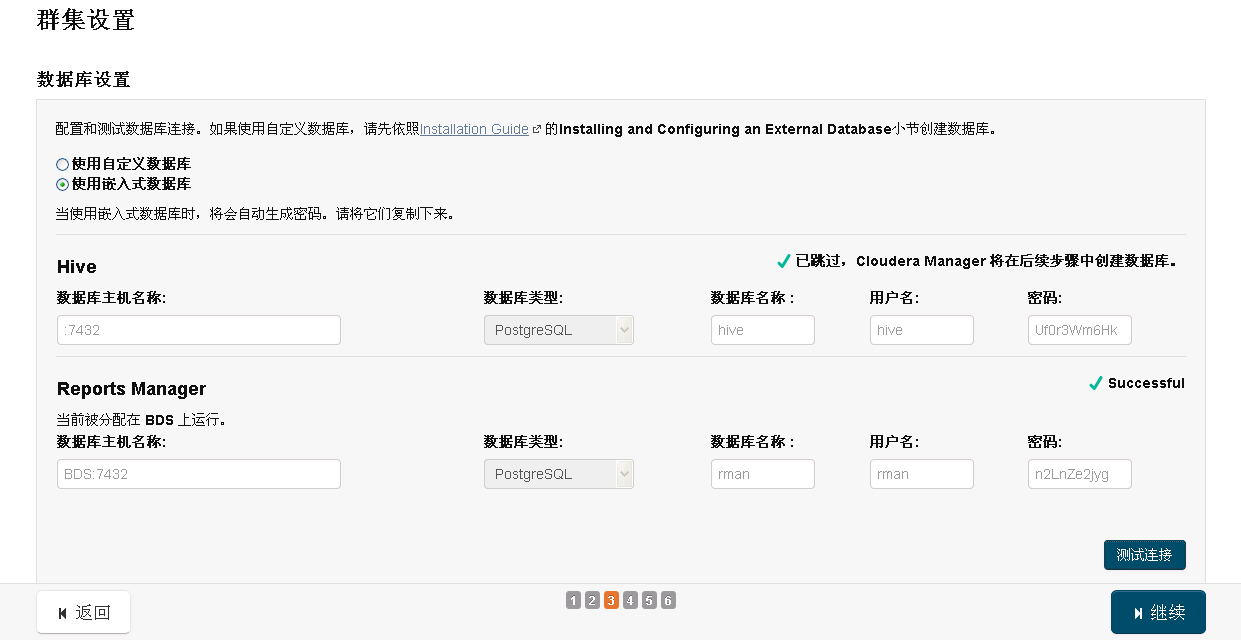 群集设置
数据库设置
配置和测试数据库连接。如果使用自定义数据库，请先依照Installation Guide 的Installing and Configuring an External Database小节创建数据库。
使用自定义数据库
使用嵌入式数据库
当使用嵌入式数据库时，将会自动生成密码。请将它们复制下来。
Hive
已跳过，Cloudera Manager 将在后续步骤中创建数据库。
数据库主机名称: 数据库类型: 数据库名称: 用户名: 密码:
:7432 PostgreSQL hive hive Uf0r3Wm6Hk
Reports Manager
Successful
当前被分配在 BDS 上运行。
数据库主机名称: 数据库类型: 数据库名称: 用户名: 密码:
BDS:7432 PostgreSQL rman rman n2LnZe2jyg
测试连接
返回 1 2 3 4 5 6 继续